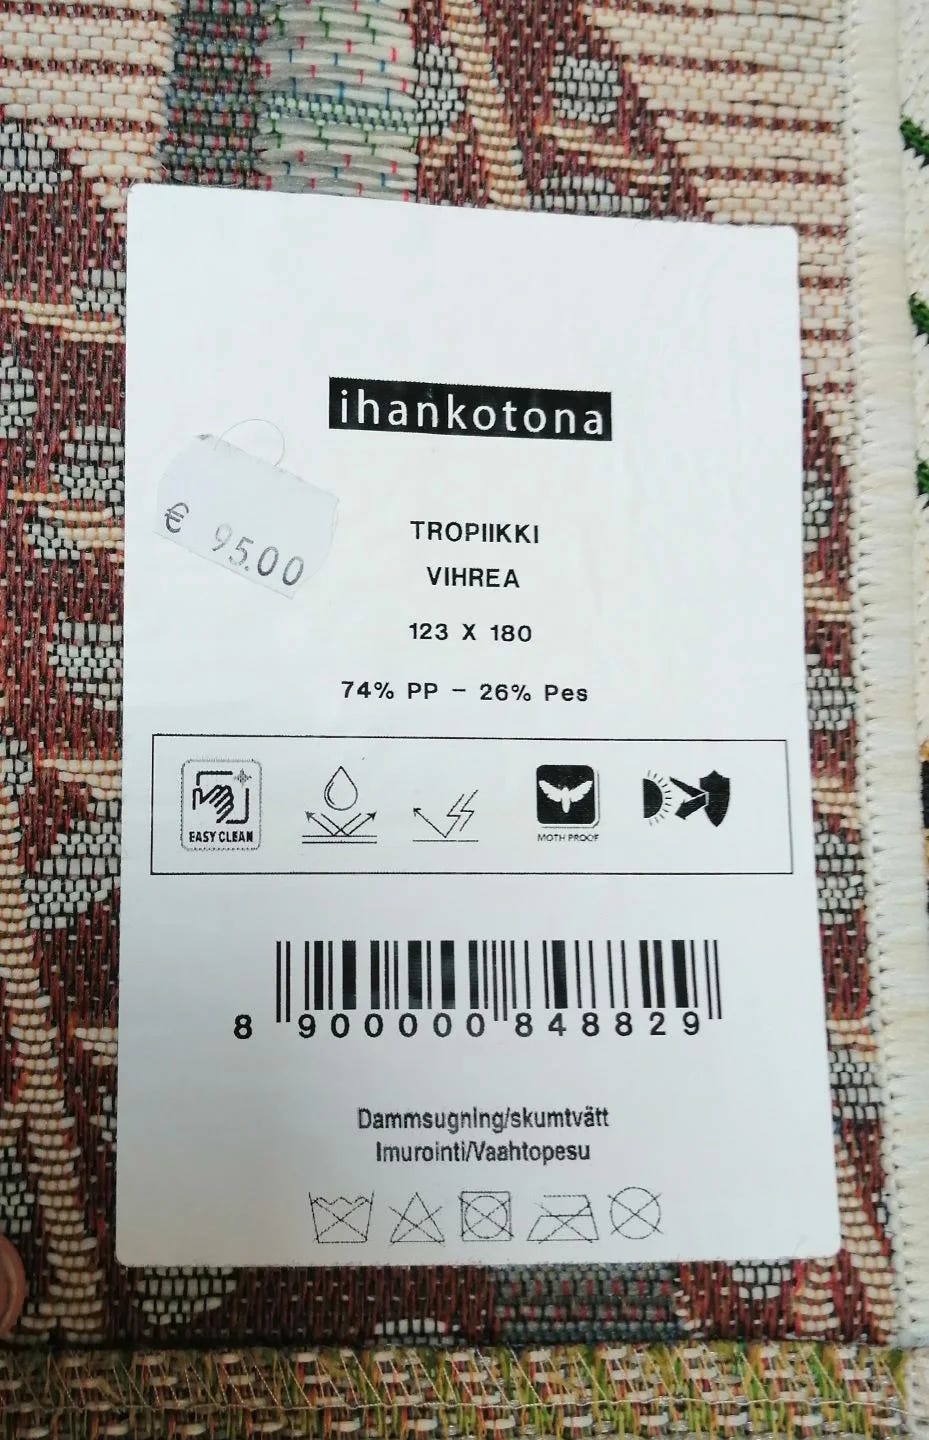 ihankotona
€ 95.00
TROPIIKKI
VIHREA
123 X 180
74% PP - 26% Pes
EASY CLEAN
MOTH PROOF
8 900000 848829
Dammsugning/skumtvätt
Imurointi/Vaahtopesu